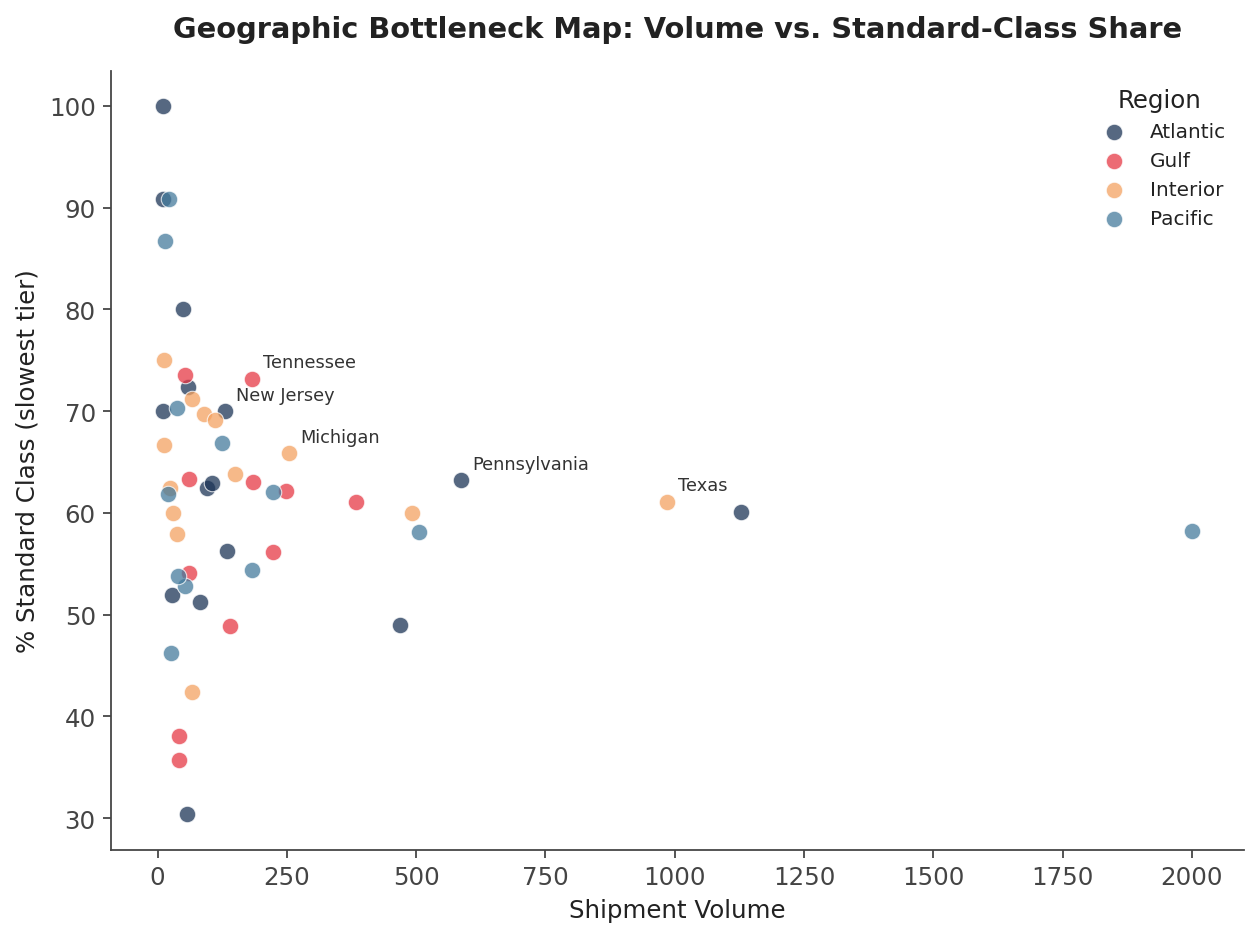 Geographic Bottleneck Map: Volume vs. Standard-Class Share
% Standard Class (slowest tier)
100
90
80
70
60
50
40
30
Region
Atlantic
Gulf
Interior
Pacific
Tennessee
New Jersey
Michigan
Pennsylvania
Texas
0 250 500 750 1000 1250 1500 1750 2000
Shipment Volume